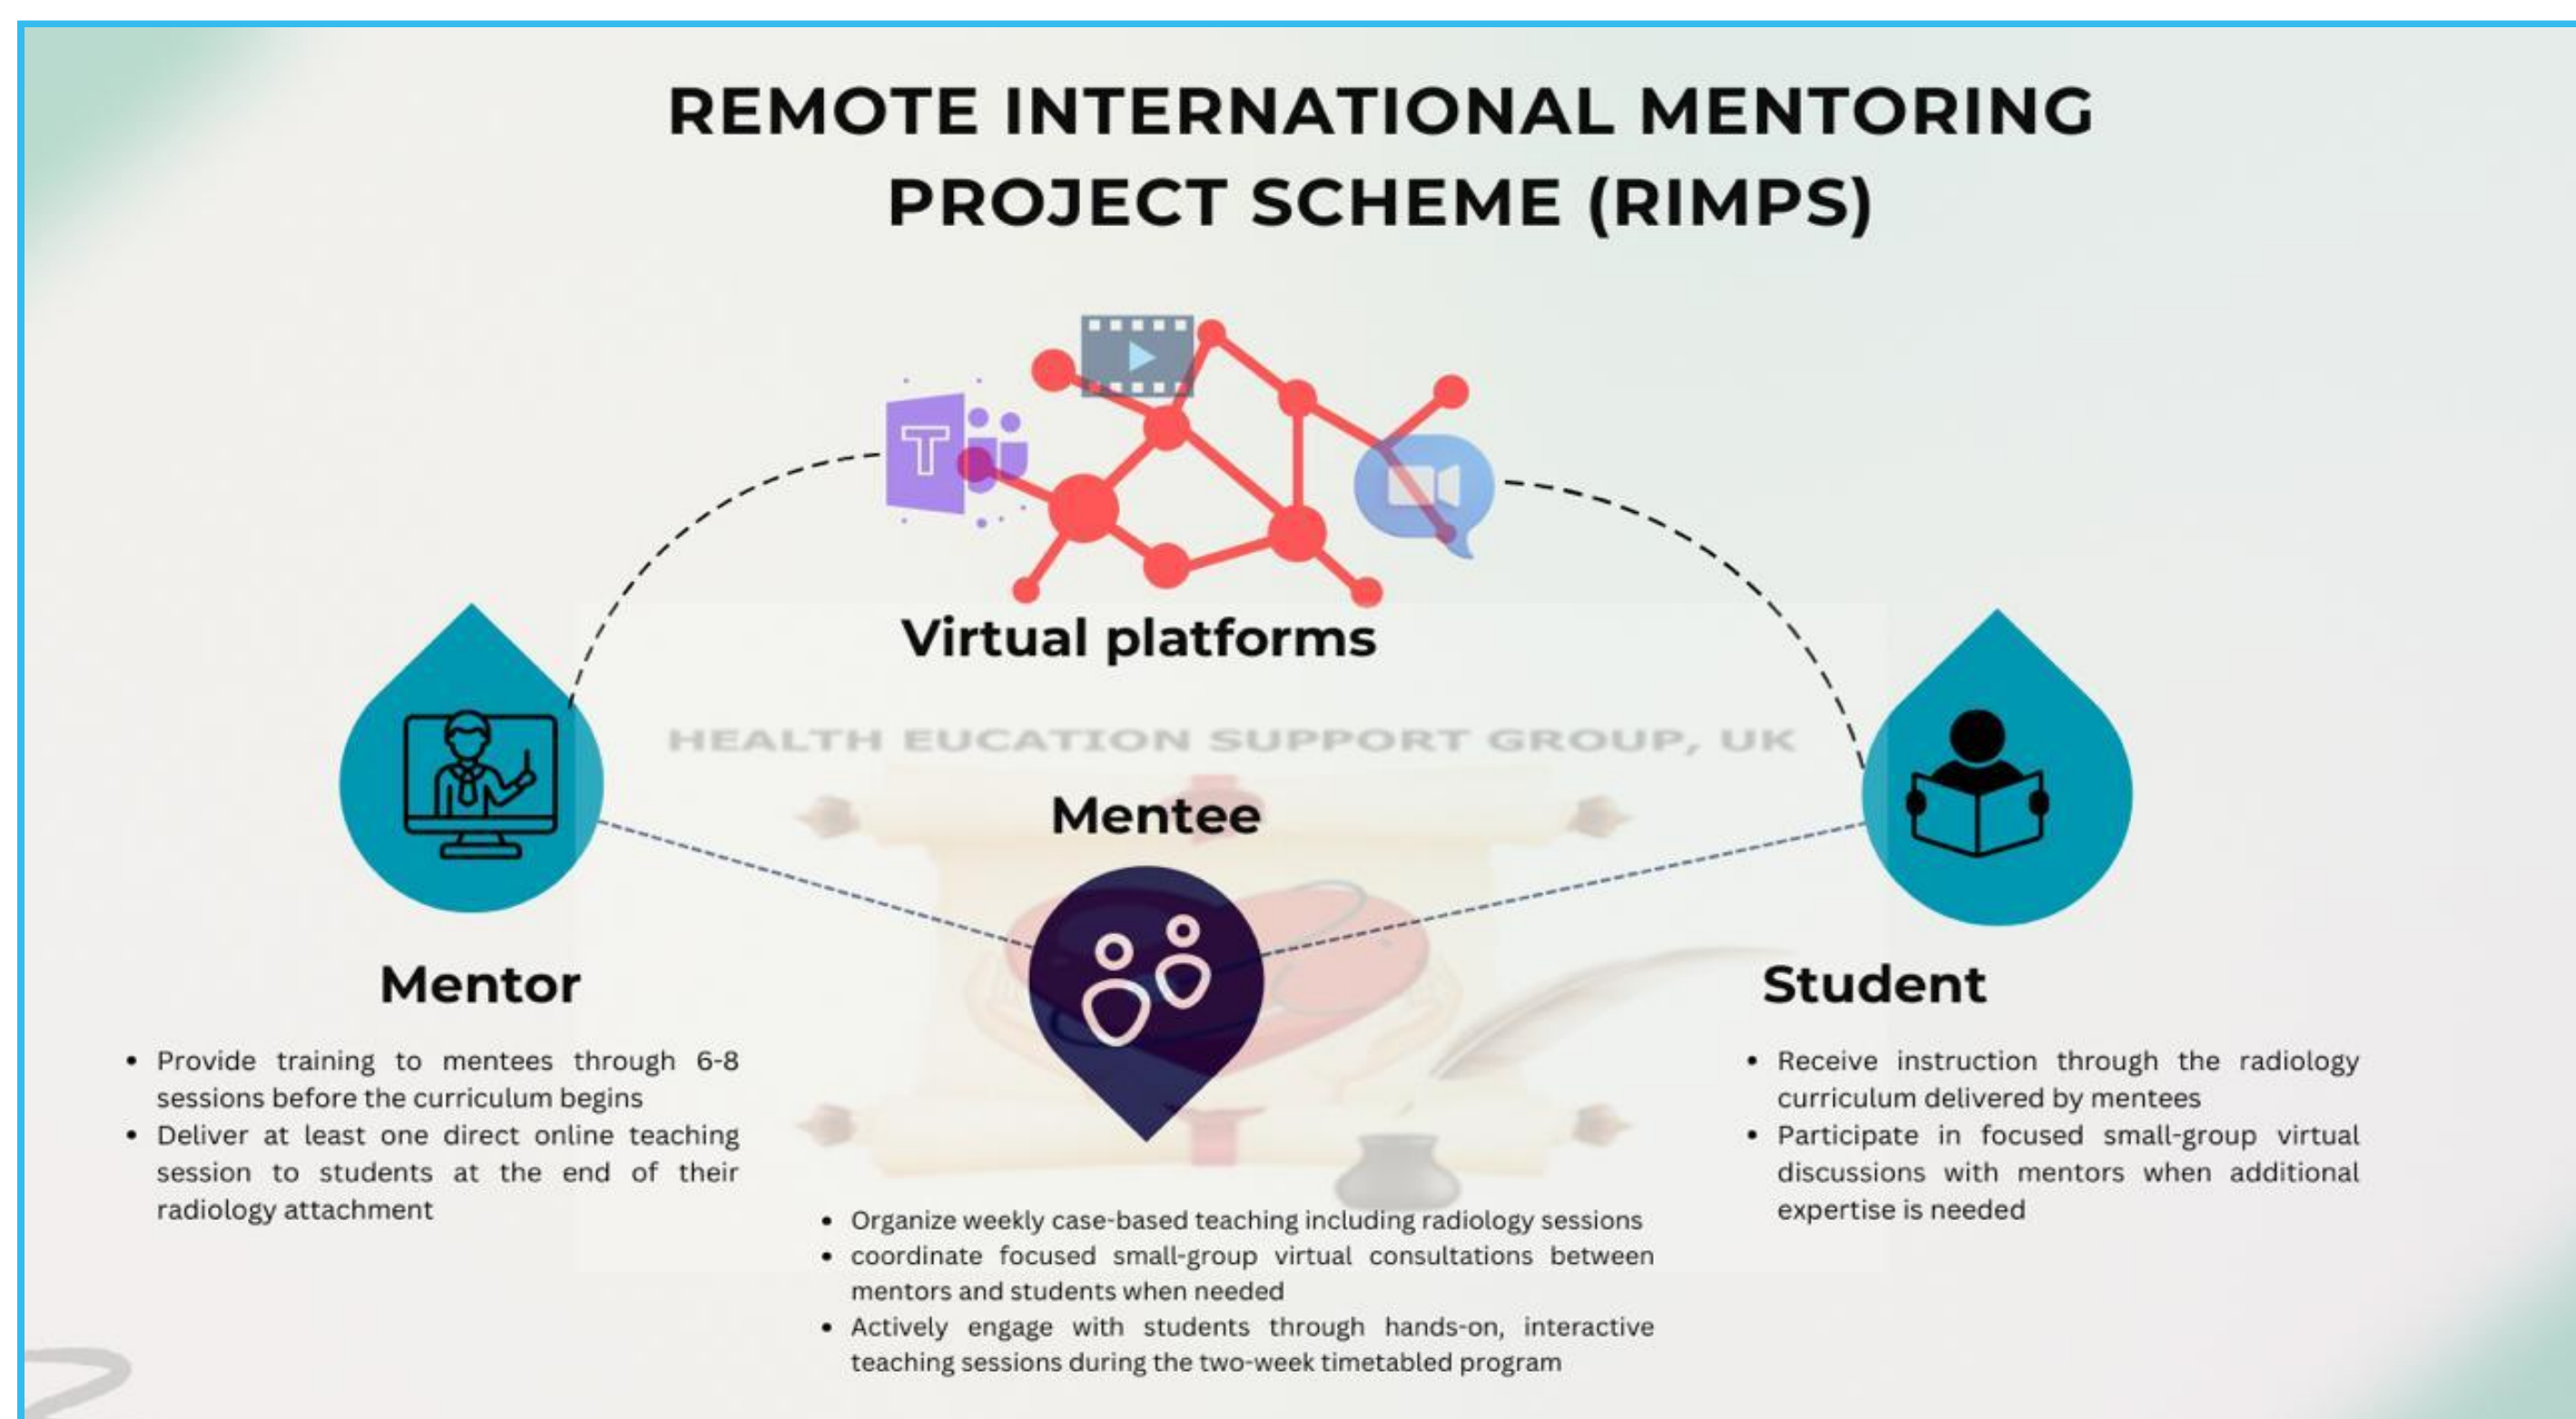 REMOTE INTERNATIONAL MENTORING
PROJECT SCHEME (RIMPS)
T
Virtual platforms
HEALTH EUCATION SUPPORT GROUP, UK
Mentee
Mentor
• Provide training to mentees through 6-8
sessions before the curriculum begins
• Deliver at least one direct online teaching
session to students at the end of their
radiology attachment
• Organize weekly case-based teaching including radiology sessions
• coordinate focused small-group virtual consultations between
mentors and students when needed
• Actively engage with students through hands-on, interactive
teaching sessions during the two-week timetabled program
Student
• Receive instruction through the radiology
curriculum delivered by mentees
• Participate in focused small-group virtual
discussions with mentors when additional
expertise is needed